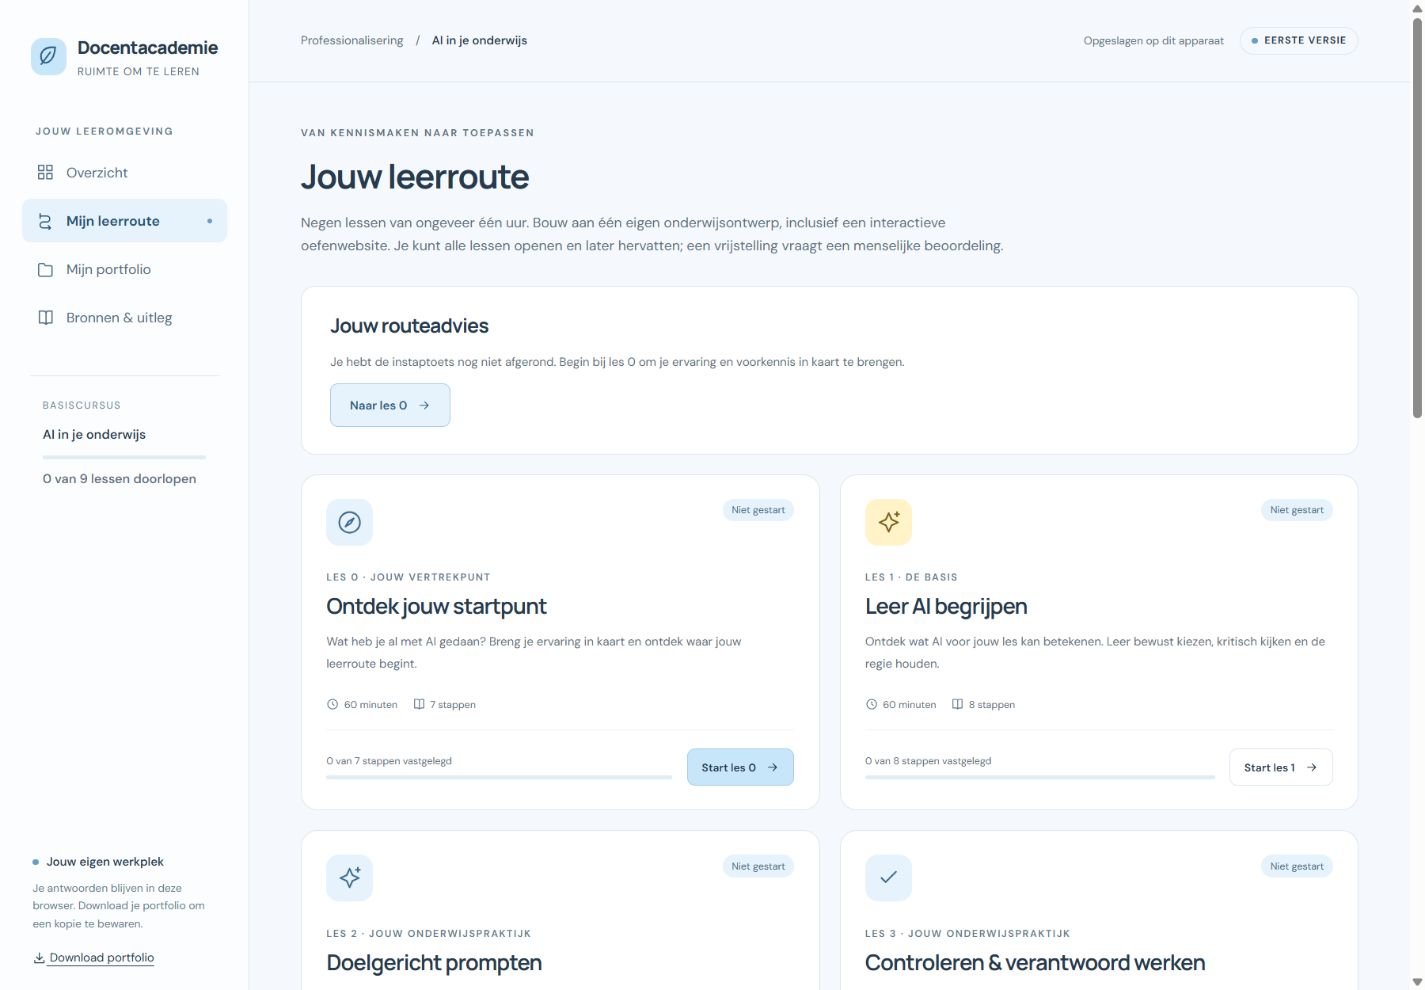 Docentacademie
RUIMTE OM TE LEREN
JOUW LEEROMGEVING
Overzicht
Mijn leerroute
Mijn portfolio
Bronnen & uitleg
BASISCURSUS
AI in je onderwijs
0 van 9 lessen doorlopen
Jouw eigen werkplek
Je antwoorden blijven in deze
browser. Download je portfolio om
een kopie te bewaren.
Download portfolio
Professionalisering / AI in je onderwijs
Opgeslagen op dit apparaat
EERSTE VERSIE
VAN KENNISMAKEN NAAR TOEPASSEN
Jouw leerroute
Negen lessen van ongeveer één uur. Bouw aan één eigen onderwijsontwerp, inclusief een interactieve
oefenwebsite. Je kunt alle lessen openen en later hervatten; een vrijstelling vraagt een menselijke beoordeling.
Jouw routeadvies
Je hebt de instaptoets nog niet afgerond. Begin bij les 0 om je ervaring en voorkennis in kaart te brengen.
Naar les 0
Niet gestart
LES 0 · JOUW VERTREKPUNT
Ontdek jouw startpunt
Wat heb je al met AI gedaan? Breng je ervaring in kaart en ontdek waar jouw
leerroute begint.
60 minuten
7 stappen
0 van 7 stappen vastgelegd
Start les 0
Niet gestart
LES 1 · DE BASIS
Leer AI begrijpen
Ontdek wat AI voor jouw les kan betekenen. Leer bewust kiezen, kritisch kijken en de
regie houden.
60 minuten
8 stappen
0 van 8 stappen vastgelegd
Start les 1
Niet gestart
LES 2 · JOUW ONDERWIJSPRAKTIJK
Doelgericht prompten
Niet gestart
LES 3 · JOUW ONDERWIJSPRAKTIJK
Controleren & verantwoord werken